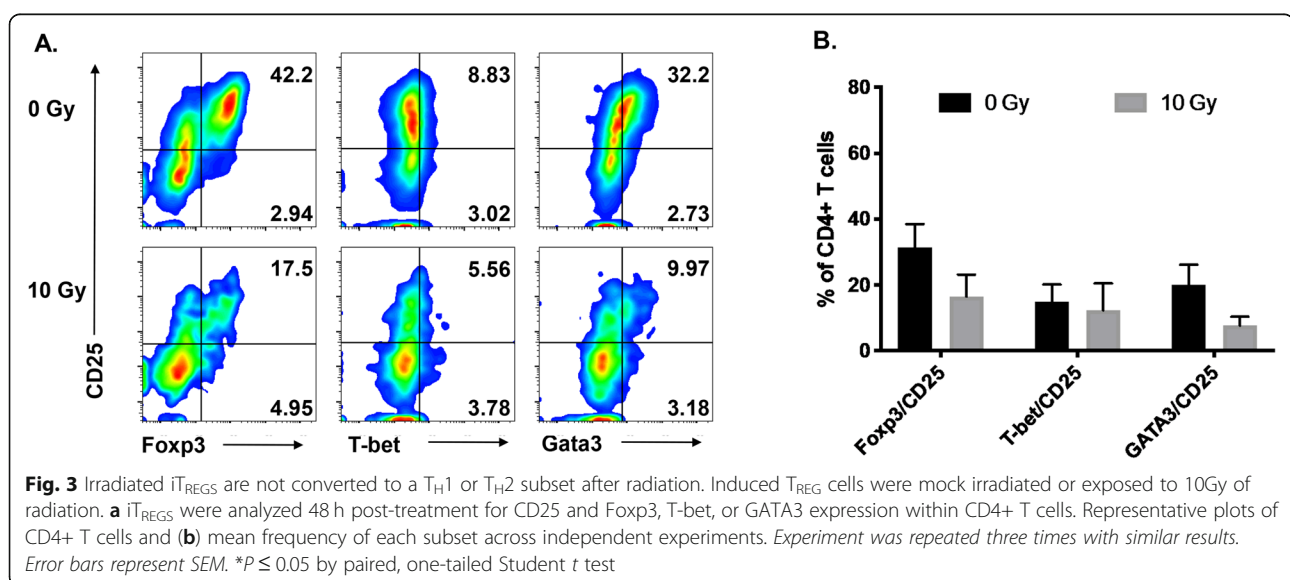 A.
B.
0 Gy
42.2
2.94
8.83
3.02
32.2
2.73
10 Gy
17.5
4.95
5.56
3.78
9.97
3.18
CD25
Foxp3
T-bet
Gata3
0 Gy
10 Gy
% of CD4+ T cells
80
60
40
20
0
Foxp3/CD25
T-bet/CD25
GATA3/CD25
Fig. 3 Irradiated iTREGS are not converted to a TH1 or TH2 subset after radiation. Induced TREG cells were mock irradiated or exposed to 10Gy of
radiation. a iTREGS were analyzed 48 h post-treatment for CD25 and Foxp3, T-bet, or GATA3 expression within CD4+ T cells. Representative plots of
CD4+ T cells and (b) mean frequency of each subset across independent experiments. Experiment was repeated three times with similar results.
Error bars represent SEM. *P ≤ 0.05 by paired, one-tailed Student t test